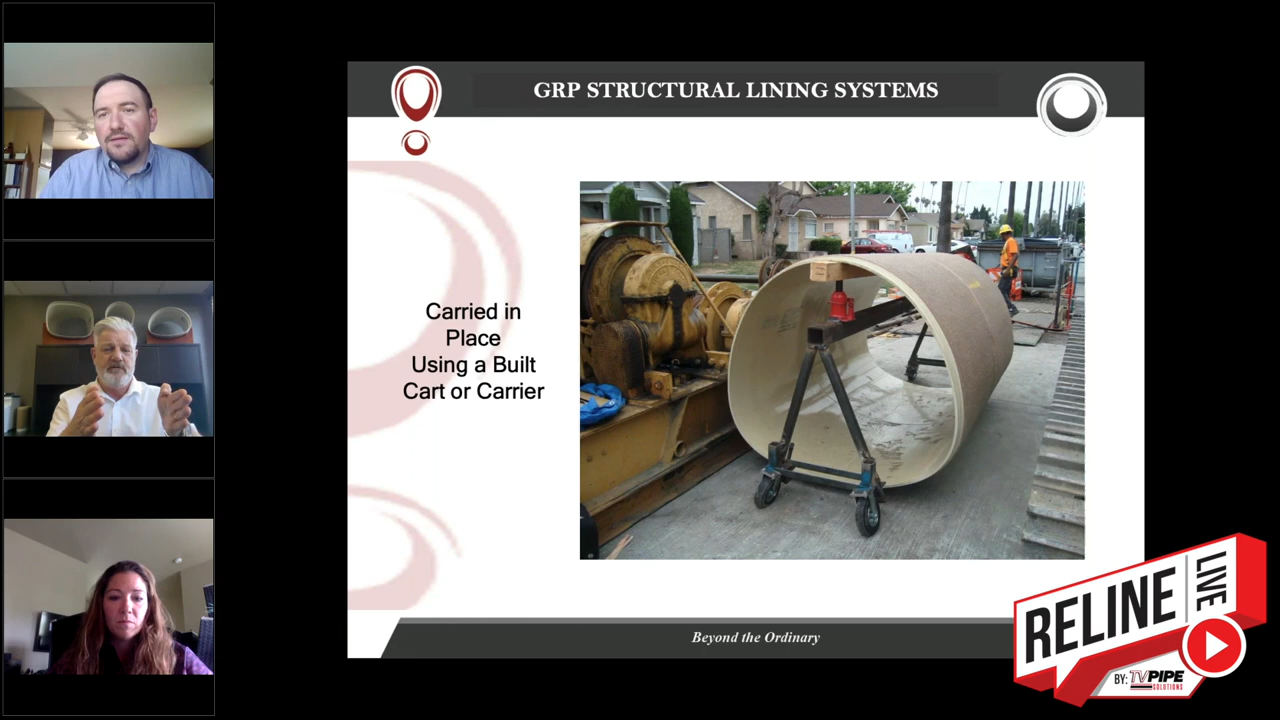 GRP STRUCTURAL LINING SYSTEMS
Carried in
Place
Using a Built
Cart or Carrier
Beyond the Ordinary
RELINE LIVE
BY: TVPIPE
SOLUTIONS